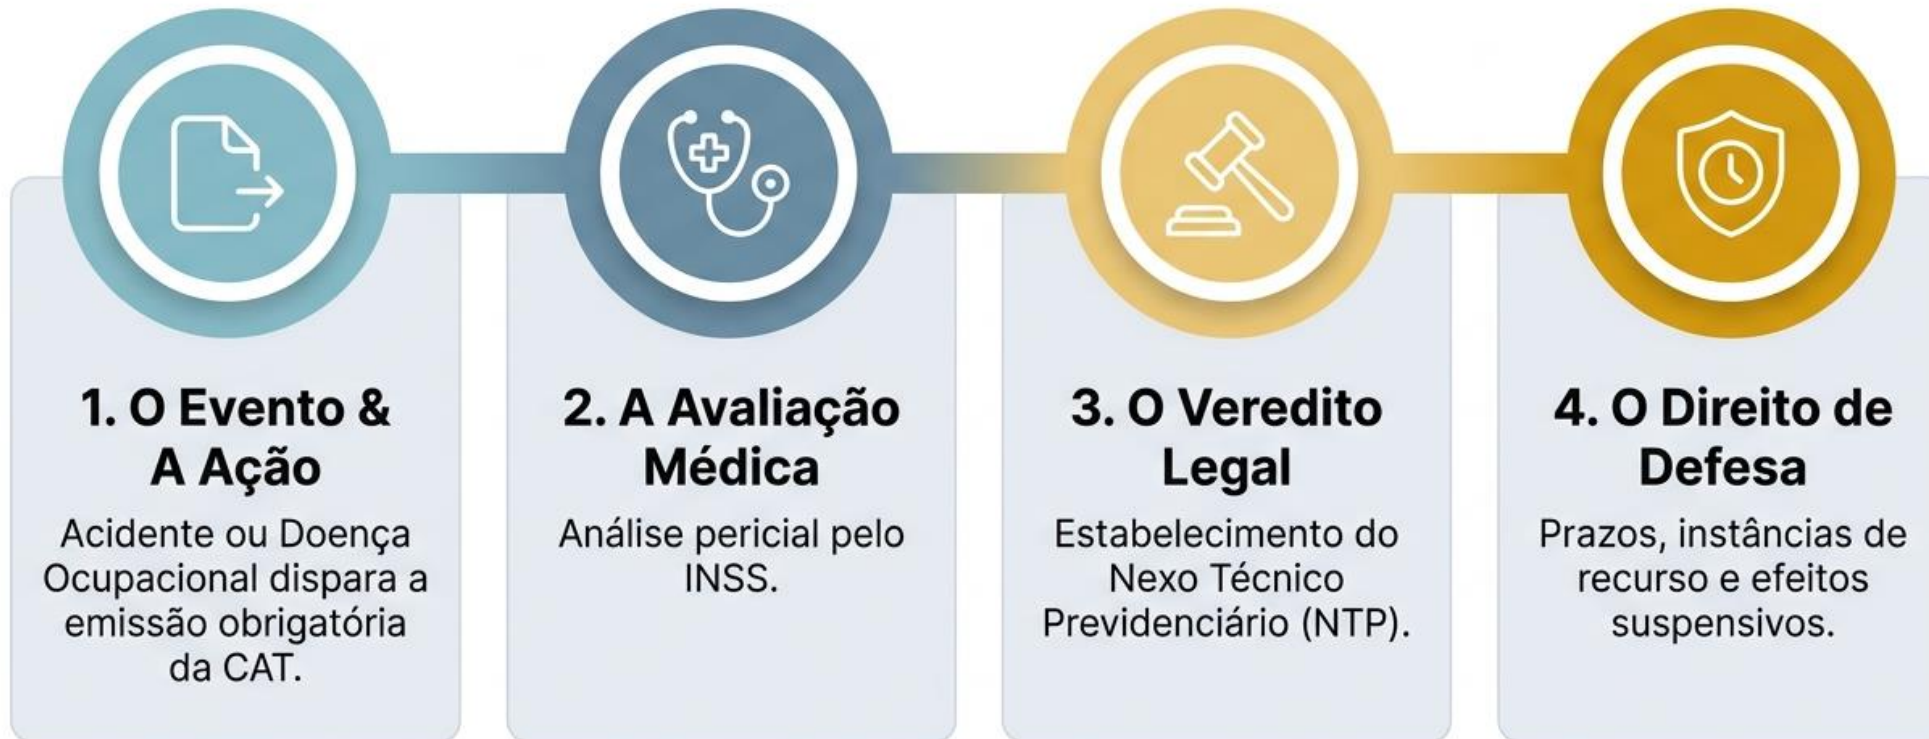 1. O Evento &
A Ação
Acidente ou Doença
Ocupacional dispara a
emissão obrigatória
da CAT.
2. A Avaliação
Médica
Análise pericial pelo
INSS.
3. O Veredito
Legal
Estabelecimento do
Nexo Técnico
Previdenciário (NTP).
4. O Direito de
Defesa
Prazos, instâncias de
recurso e efeitos
suspensivos.